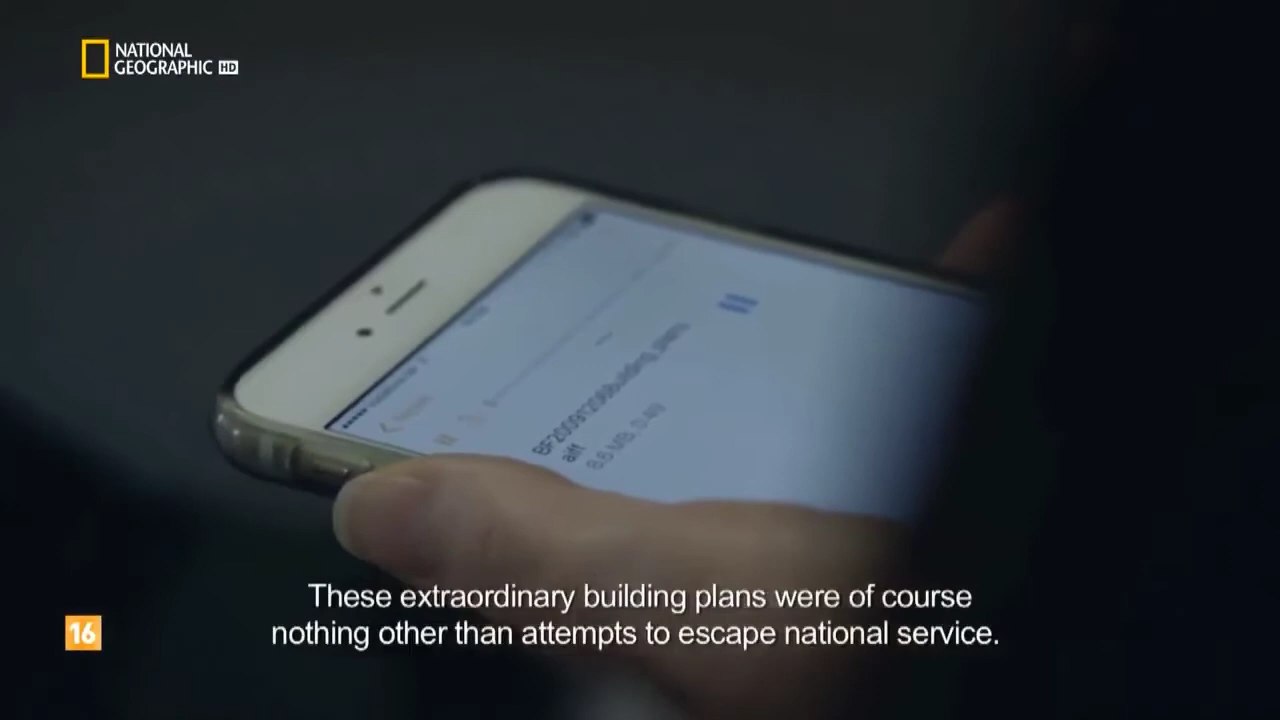 NATIONAL
GEOGRAPHIC HD
aiff
These extraordinary building plans were of course
16
nothing other than attempts to escape national service.